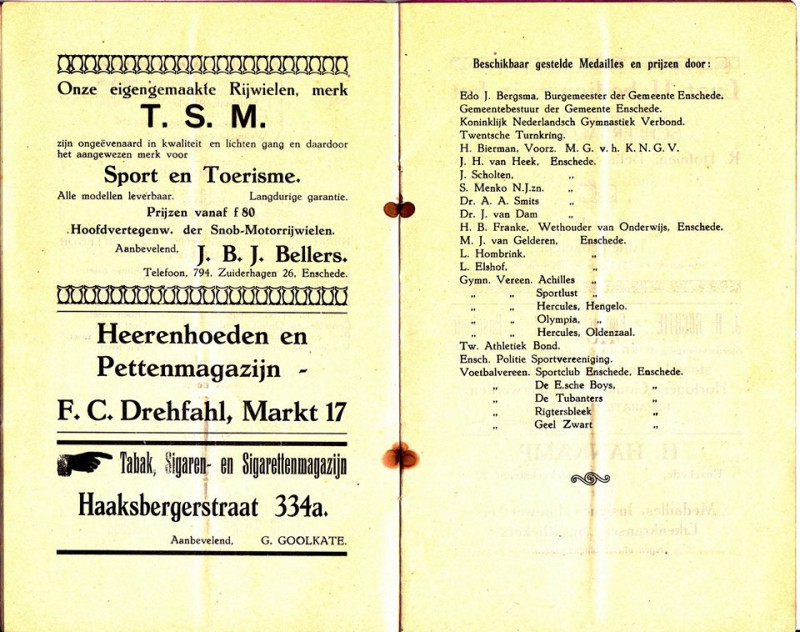 Onze eigengemaakte Rijwielen, merk
T. S. M.
zijn ongeëvenaard in kwaliteit en lichten gang en daardoor
het aangewezen merk voor
Sport en Toerisme.
Alle modellen leverbaar. Langdurige garantie.
Prijzen vanaf f 80
Hoofdvertegenw. der Snob-Motorrijwielen.
Aanbevelend, J. B. J. Bellers.
Telefoon, 794. Zuiderhagen 26, Enschede.
Heerenhoeden en
Pettenmagazijn -
F. C. Drehfahl, Markt 17
Tabak, Sigaren- en Sigarettenmagazijn
Haaksbergerstraat 334a.
Aanbevelend, G. GOOLKATE.
Beschikbaar gestelde Medailles en prijzen door:
Edo J. Bergsma, Burgemeester der Gemeente Enschede.
Gemeentebestuur der Gemeente Enschede.
Koninklijk Nederlandsch Gymnastiek Verbond.
Twentsche Turnkring.
H. Bierman, Voorz. M. G. v. h. K. N. G. V.
J. H. van Heek, Enschede.
J. Scholten, „
S. Menko N.J.zn. „
Dr. A. A. Smits „
Dr. J. van Dam „
H. B. Franke, Wethouder van Onderwijs, Enschede.
M. J. van Gelderen, Enschede.
L. Hombrink. „
L. Elshof. „
Gymn. Vereen. Achilles „
„ „ Sportlust „
„ „ Hercules, Hengelo.
„ „ Olympia, „
„ „ Hercules, Oldenzaal.
Tw. Athletiek Bond.
Ensch. Politie Sportvereeniging.
Voetbalvereen. Sportclub Enschede, Enschede.
„ De E.sche Boys, „
„ De Tubanters „
„ Rigtersbleek „
„ Geel Zwart „